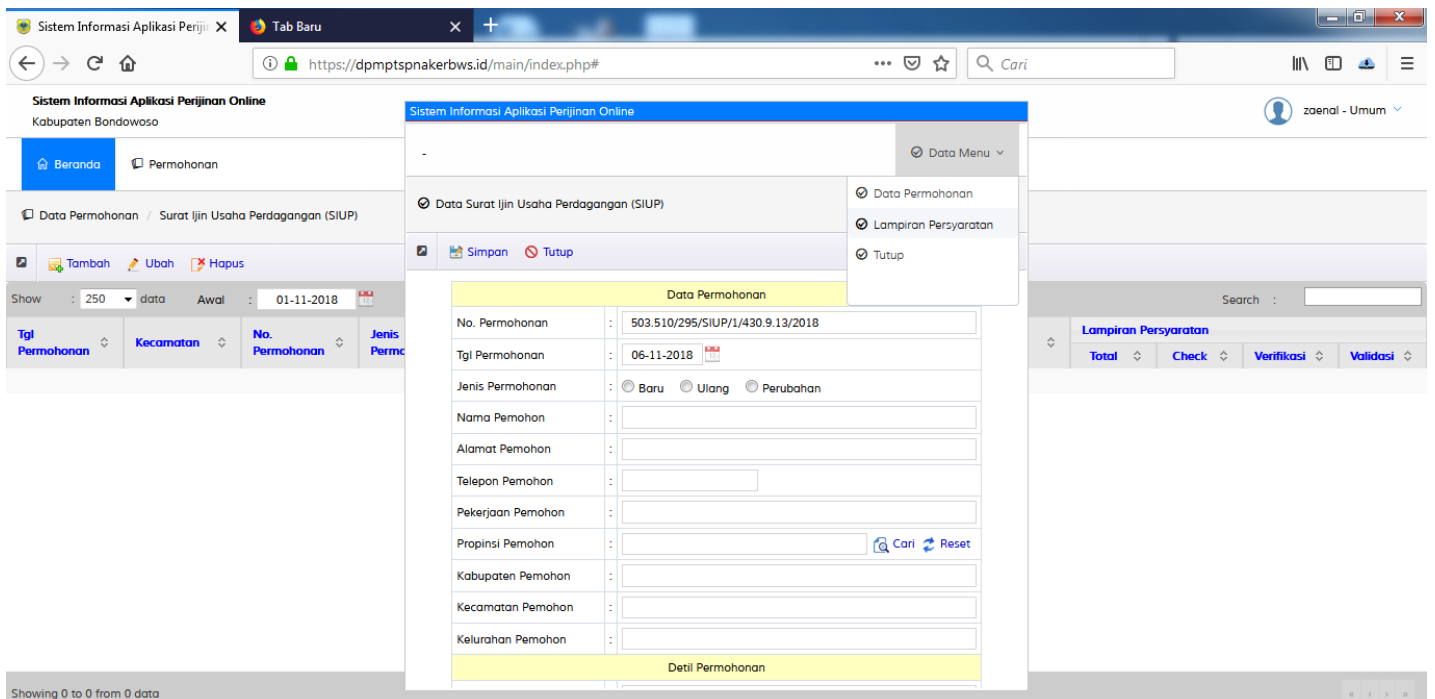 Sistem Informasi Aplikasi Perijin
Tab Baru
https://dpmptspnakerbws.id/main/index.php#
Cari
Sistem Informasi Aplikasi Perijinan Online
Kabupaten Bondowoso
zaenal - Umum
Beranda
Permohonan
Data Permohonan / Surat Ijin Usaha Perdagangan (SIUP)
Tambah Ubah Hapus
Show : 250 data Awal : 01-11-2018
Search :
Tgl Permohonan
Kecamatan
No. Permohonan
Jenis
Lampiran Persyaratan
Total Check Verifikasi Validasi
Sistem Informasi Aplikasi Perijinan Online
-
Data Menu
Data Permohonan
Lampiran Persyaratan
Tutup
Data Surat Ijin Usaha Perdagangan (SIUP)
Simpan Tutup
Data Permohonan
No. Permohonan : 503.510/295/SIUP/1/430.9.13/2018
Tgl Permohonan : 06-11-2018
Jenis Permohonan : Baru Ulang Perubahan
Nama Pemohon :
Alamat Pemohon :
Telepon Pemohon :
Pekerjaan Pemohon :
Propinsi Pemohon : Cari Reset
Kabupaten Pemohon :
Kecamatan Pemohon :
Kelurahan Pemohon :
Detil Permohonan
Showing 0 to 0 from 0 data